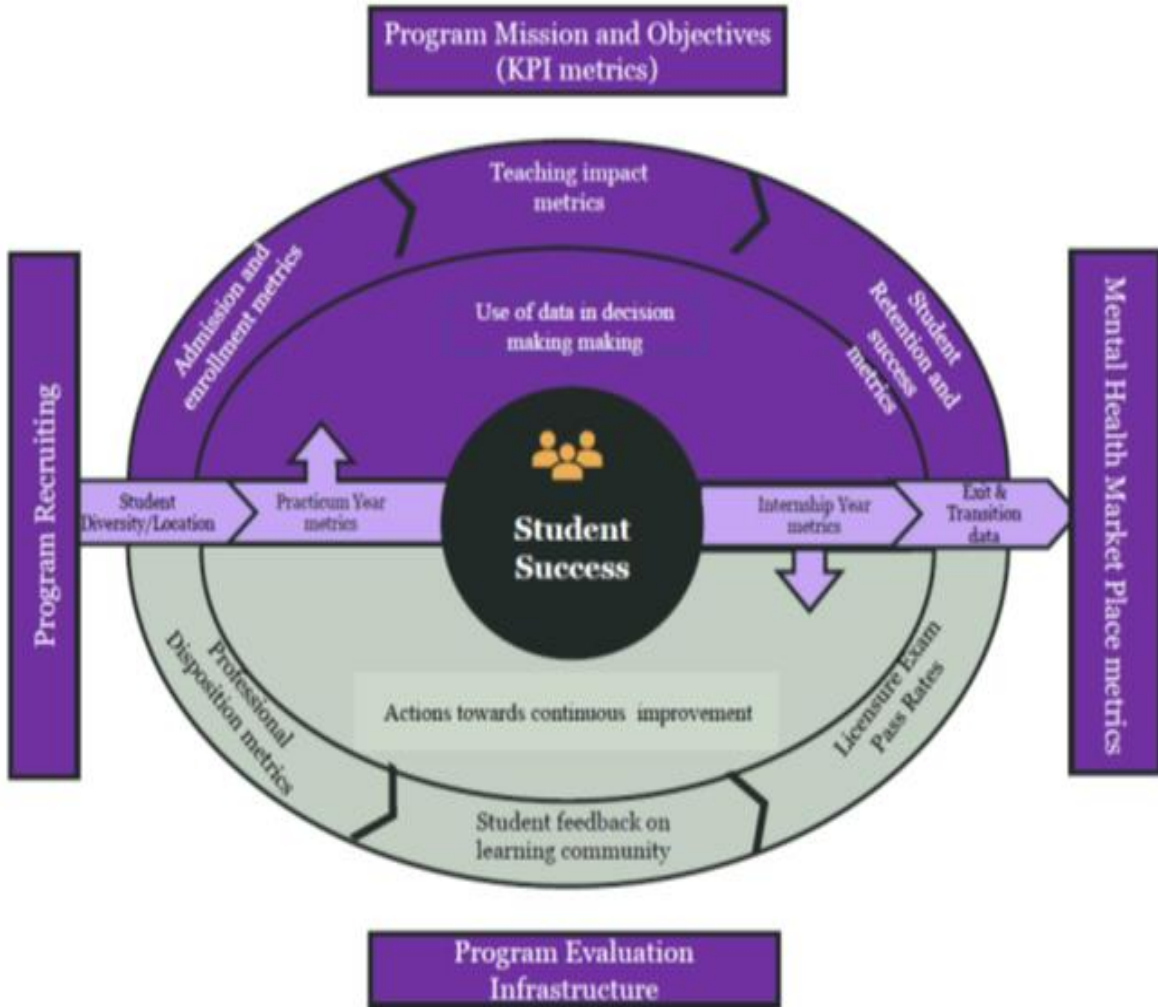 Program Mission and Objectives
(KPI metrics)
Teaching impact
metrics
Admission and
enrollment metrics
Student
Retention and
success
metrics
Use of data in decision
making making
Program Recruiting
Student
Diversity/Location
Practicum Year
metrics
Student
Success
Internship Year
metrics
Exit &
Transition
data
Mental Health Market Place metrics
Professional
Disposition metrics
Actions towards continuous improvement
Licensure Exam
Pass Rates
Student feedback on
learning community
Program Evaluation
Infrastructure